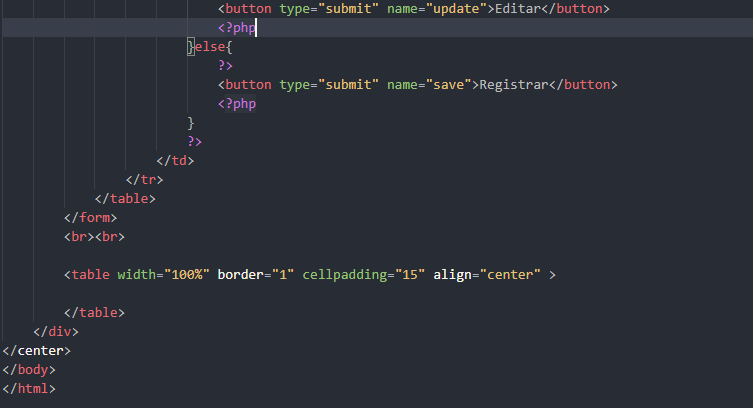 <button type="submit" name="update">Editar</button>
<?php
}else{
?>
<button type="submit" name="save">Registrar</button>
<?php
}
?>
</td>
</tr>
</table>
</form>
<br><br>
<table width="100%" border="1" cellpadding="15" align="center" >
</table>
</div>
</center>
</body>
</html>